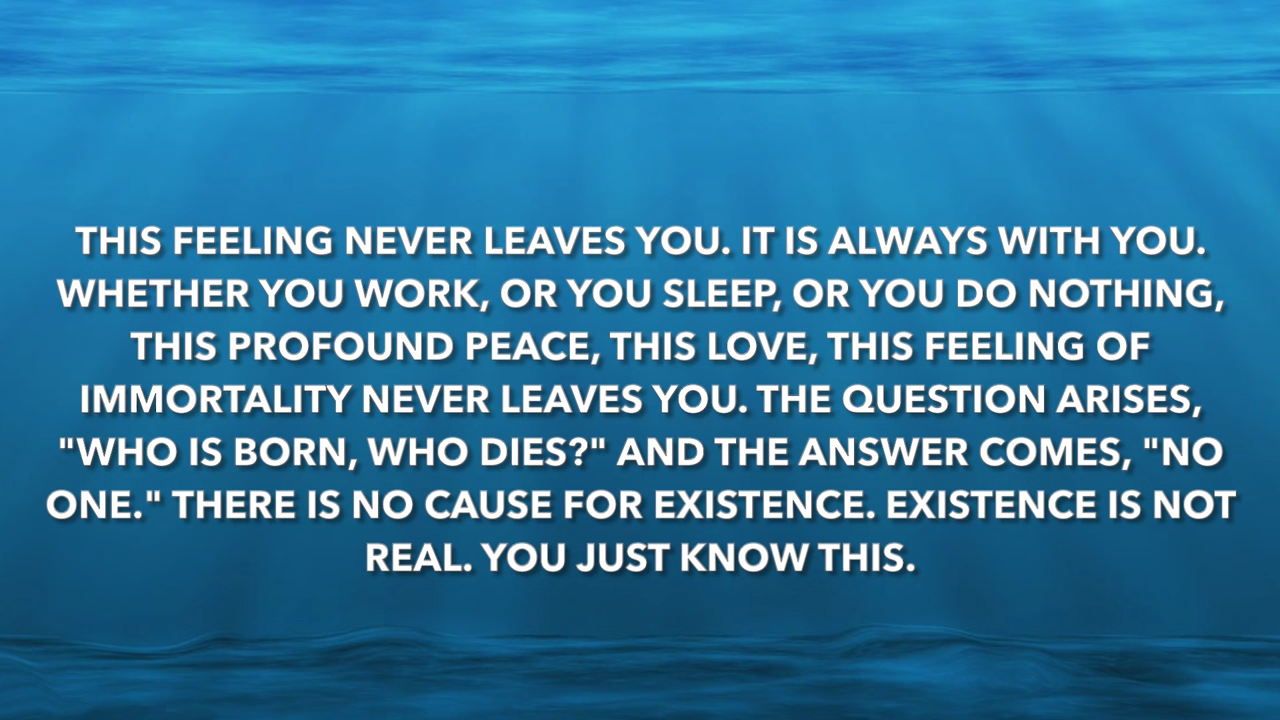 THIS FEELING NEVER LEAVES YOU. IT IS ALWAYS WITH YOU.
WHETHER YOU WORK, OR YOU SLEEP, OR YOU DO NOTHING,
THIS PROFOUND PEACE, THIS LOVE, THIS FEELING OF
IMMORTALITY NEVER LEAVES YOU. THE QUESTION ARISES,
"WHO IS BORN, WHO DIES?" AND THE ANSWER COMES, "NO
ONE." THERE IS NO CAUSE FOR EXISTENCE. EXISTENCE IS NOT
REAL. YOU JUST KNOW THIS.